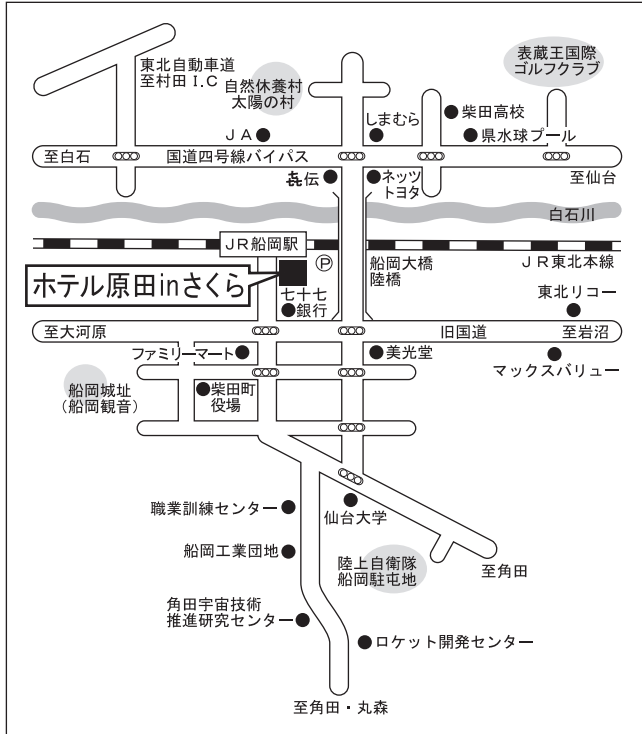 東北自動車道
至村田 I.C
自然休養村
太陽の村
表蔵王国際
ゴルフクラブ
しまむら
柴田高校
JA
県水球プール
至白石
国道四号線バイパス
㐂伝
ネッツ
トヨタ
至仙台
白石川
JR船岡駅
P
船岡大橋
陸橋
JR東北本線
ホテル原田inさくら
七十七
銀行
東北リコー
至大河原
旧国道
至岩沼
ファミリーマート
美光堂
マックスバリュー
船岡城址
(船岡観音)
柴田町
役場
職業訓練センター
仙台大学
船岡工業団地
陸上自衛隊
船岡駐屯地
至角田
角田宇宙技術
推進研究センター
ロケット開発センター
至角田・丸森